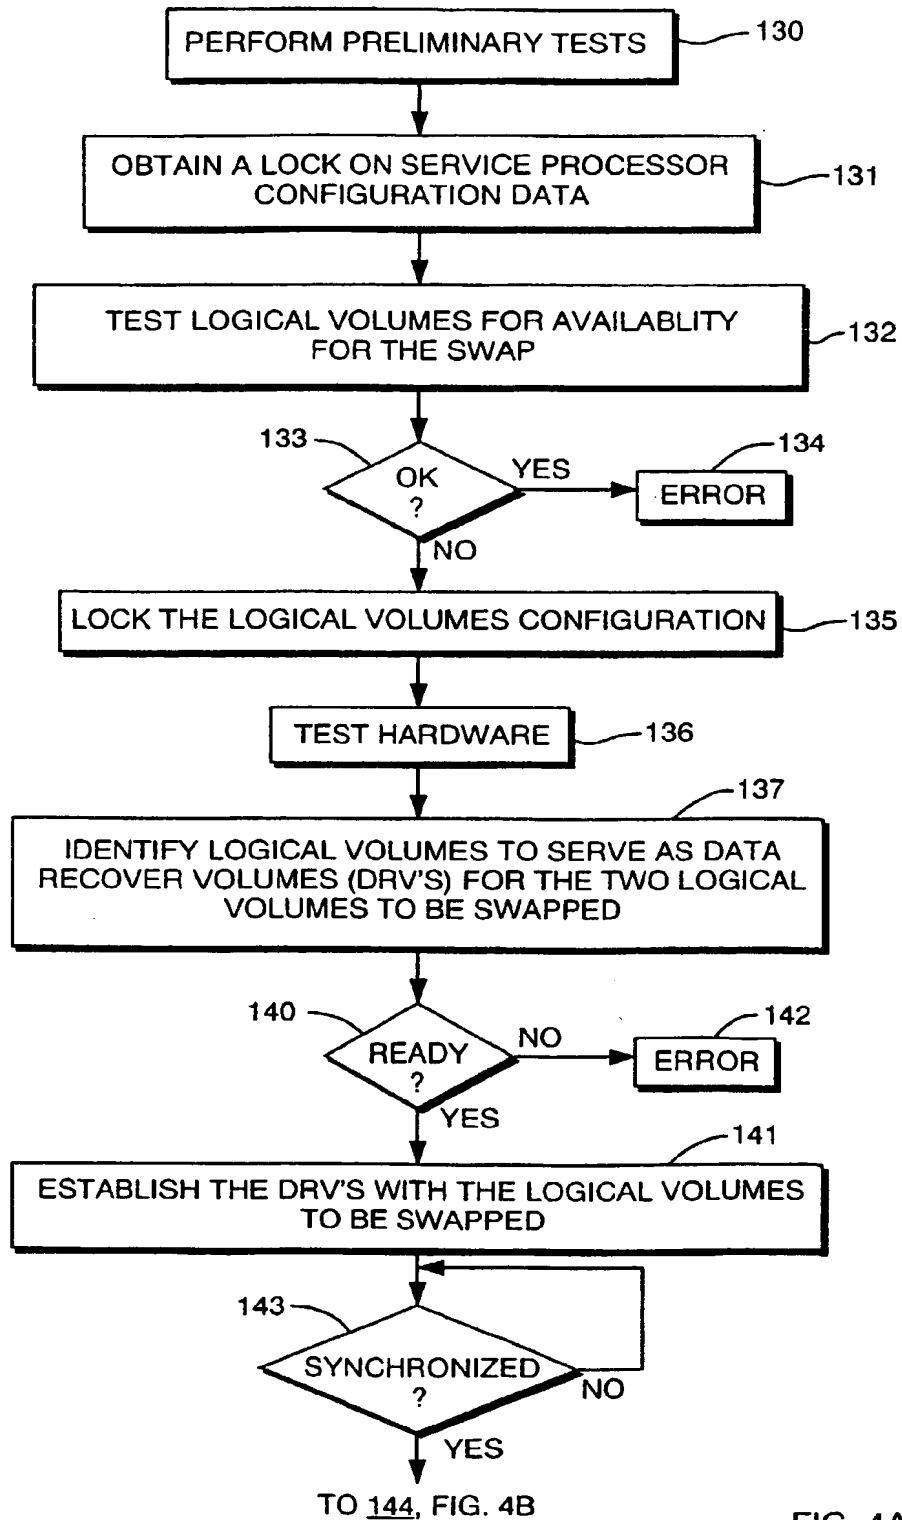 PERFORM PRELIMINARY TESTS
130
OBTAIN A LOCK ON SERVICE PROCESSOR
CONFIGURATION DATA
131
TEST LOGICAL VOLUMES FOR AVAILABLITY
FOR THE SWAP
132
133
OK
?
YES
134
ERROR
NO
LOCK THE LOGICAL VOLUMES CONFIGURATION
135
TEST HARDWARE
136
137
IDENTIFY LOGICAL VOLUMES TO SERVE AS DATA
RECOVER VOLUMES (DRV'S) FOR THE TWO LOGICAL
VOLUMES TO BE SWAPPED
140
READY
?
NO
142
ERROR
YES
141
ESTABLISH THE DRV'S WITH THE LOGICAL VOLUMES
TO BE SWAPPED
143
SYNCHRONIZED
?
NO
YES
TO 144, FIG. 4B
FIG. 4A